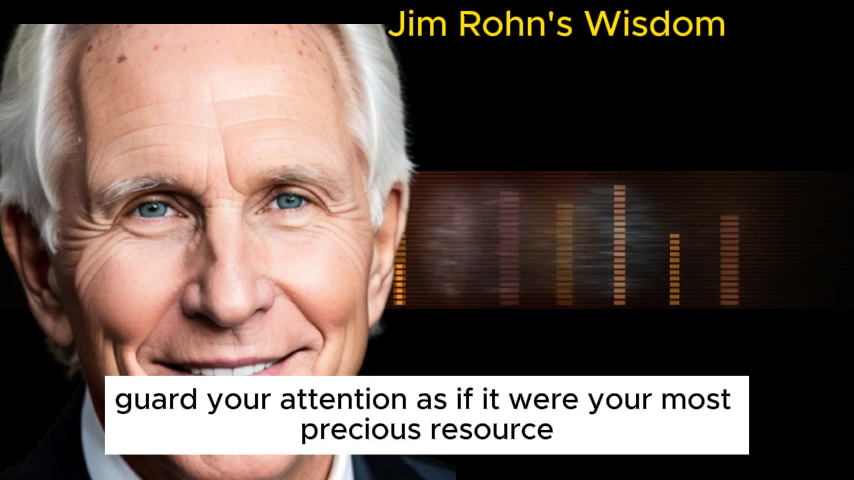 Jim Rohn's Wisdom
guard your attention as if it were your most
precious resource